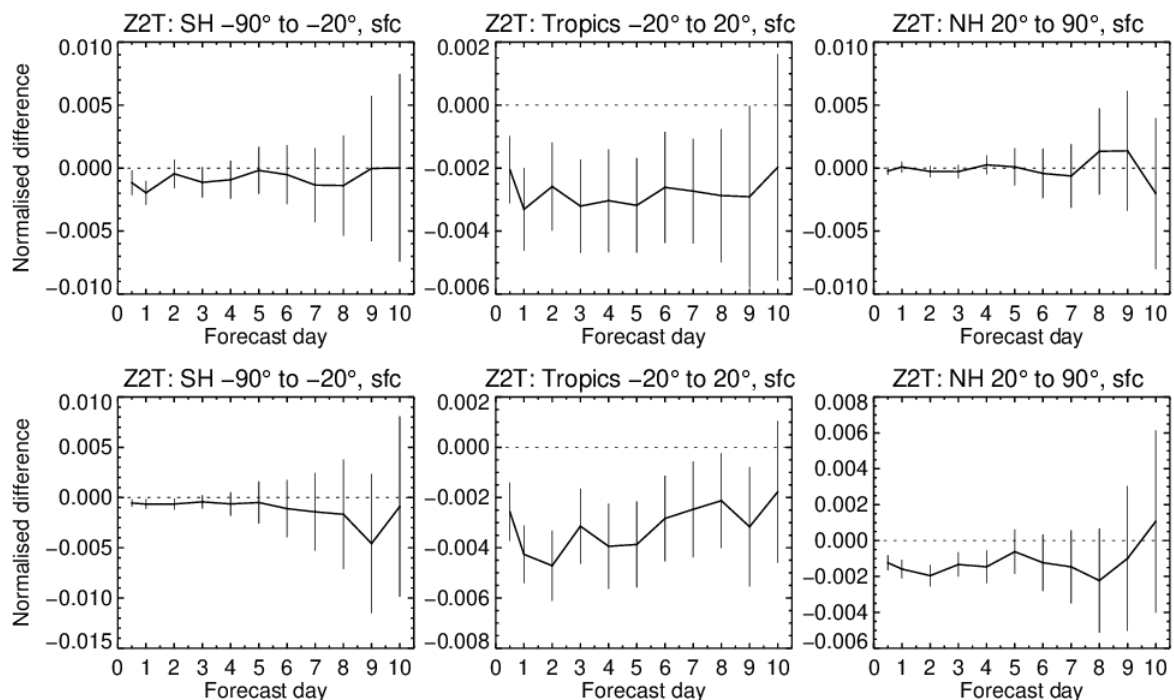 Z2T: SH −90° to −20°, sfc
Normalised difference
0.010
0.005
0.000
−0.005
−0.010
0 1 2 3 4 5 6 7 8 9 10
Forecast day
Z2T: Tropics −20° to 20°, sfc
0.002
0.000
−0.002
−0.004
−0.006
0 1 2 3 4 5 6 7 8 9 10
Forecast day
Z2T: NH 20° to 90°, sfc
0.010
0.005
0.000
−0.005
−0.010
0 1 2 3 4 5 6 7 8 9 10
Forecast day
Z2T: SH −90° to −20°, sfc
Normalised difference
0.010
0.005
0.000
−0.005
−0.010
−0.015
0 1 2 3 4 5 6 7 8 9 10
Forecast day
Z2T: Tropics −20° to 20°, sfc
0.002
0.000
−0.002
−0.004
−0.006
−0.008
0 1 2 3 4 5 6 7 8 9 10
Forecast day
Z2T: NH 20° to 90°, sfc
0.008
0.006
0.004
0.002
0.000
−0.002
−0.004
−0.006
0 1 2 3 4 5 6 7 8 9 10
Forecast day